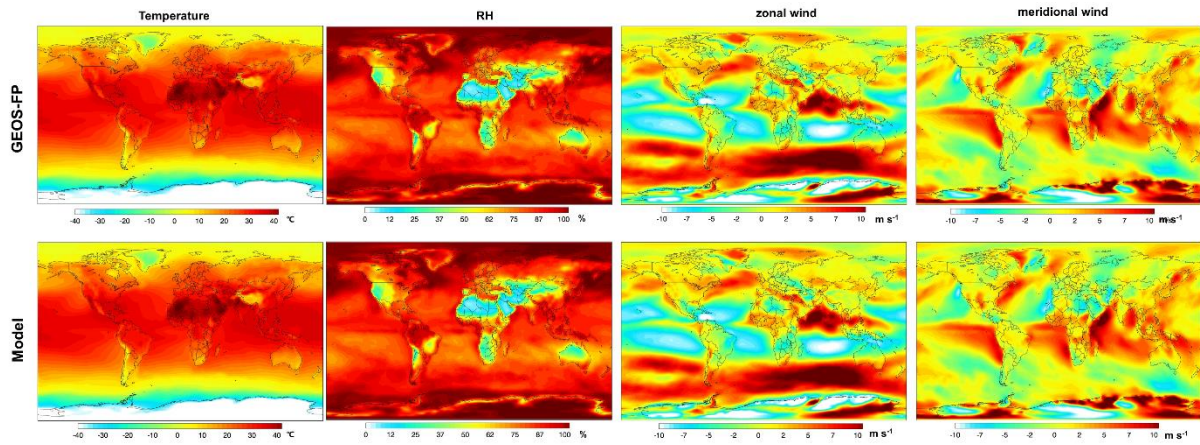 Temperature
RH
zonal wind
meridional wind
GEOS-FP
-40 -30 -20 -10 0 10 20 30 40 ℃
0 12 25 37 50 62 75 87 100 %
-10 -7 -5 -2 0 2 5 7 10 m s⁻¹
-10 -7 -5 -2 0 2 5 7 10 m s⁻¹
Model
-40 -30 -20 -10 0 10 20 30 40 ℃
0 12 25 37 50 62 75 87 100 %
-10 -7 -5 -2 0 2 5 7 10 m s⁻¹
-10 -7 -5 -2 0 2 5 7 10 m s⁻¹